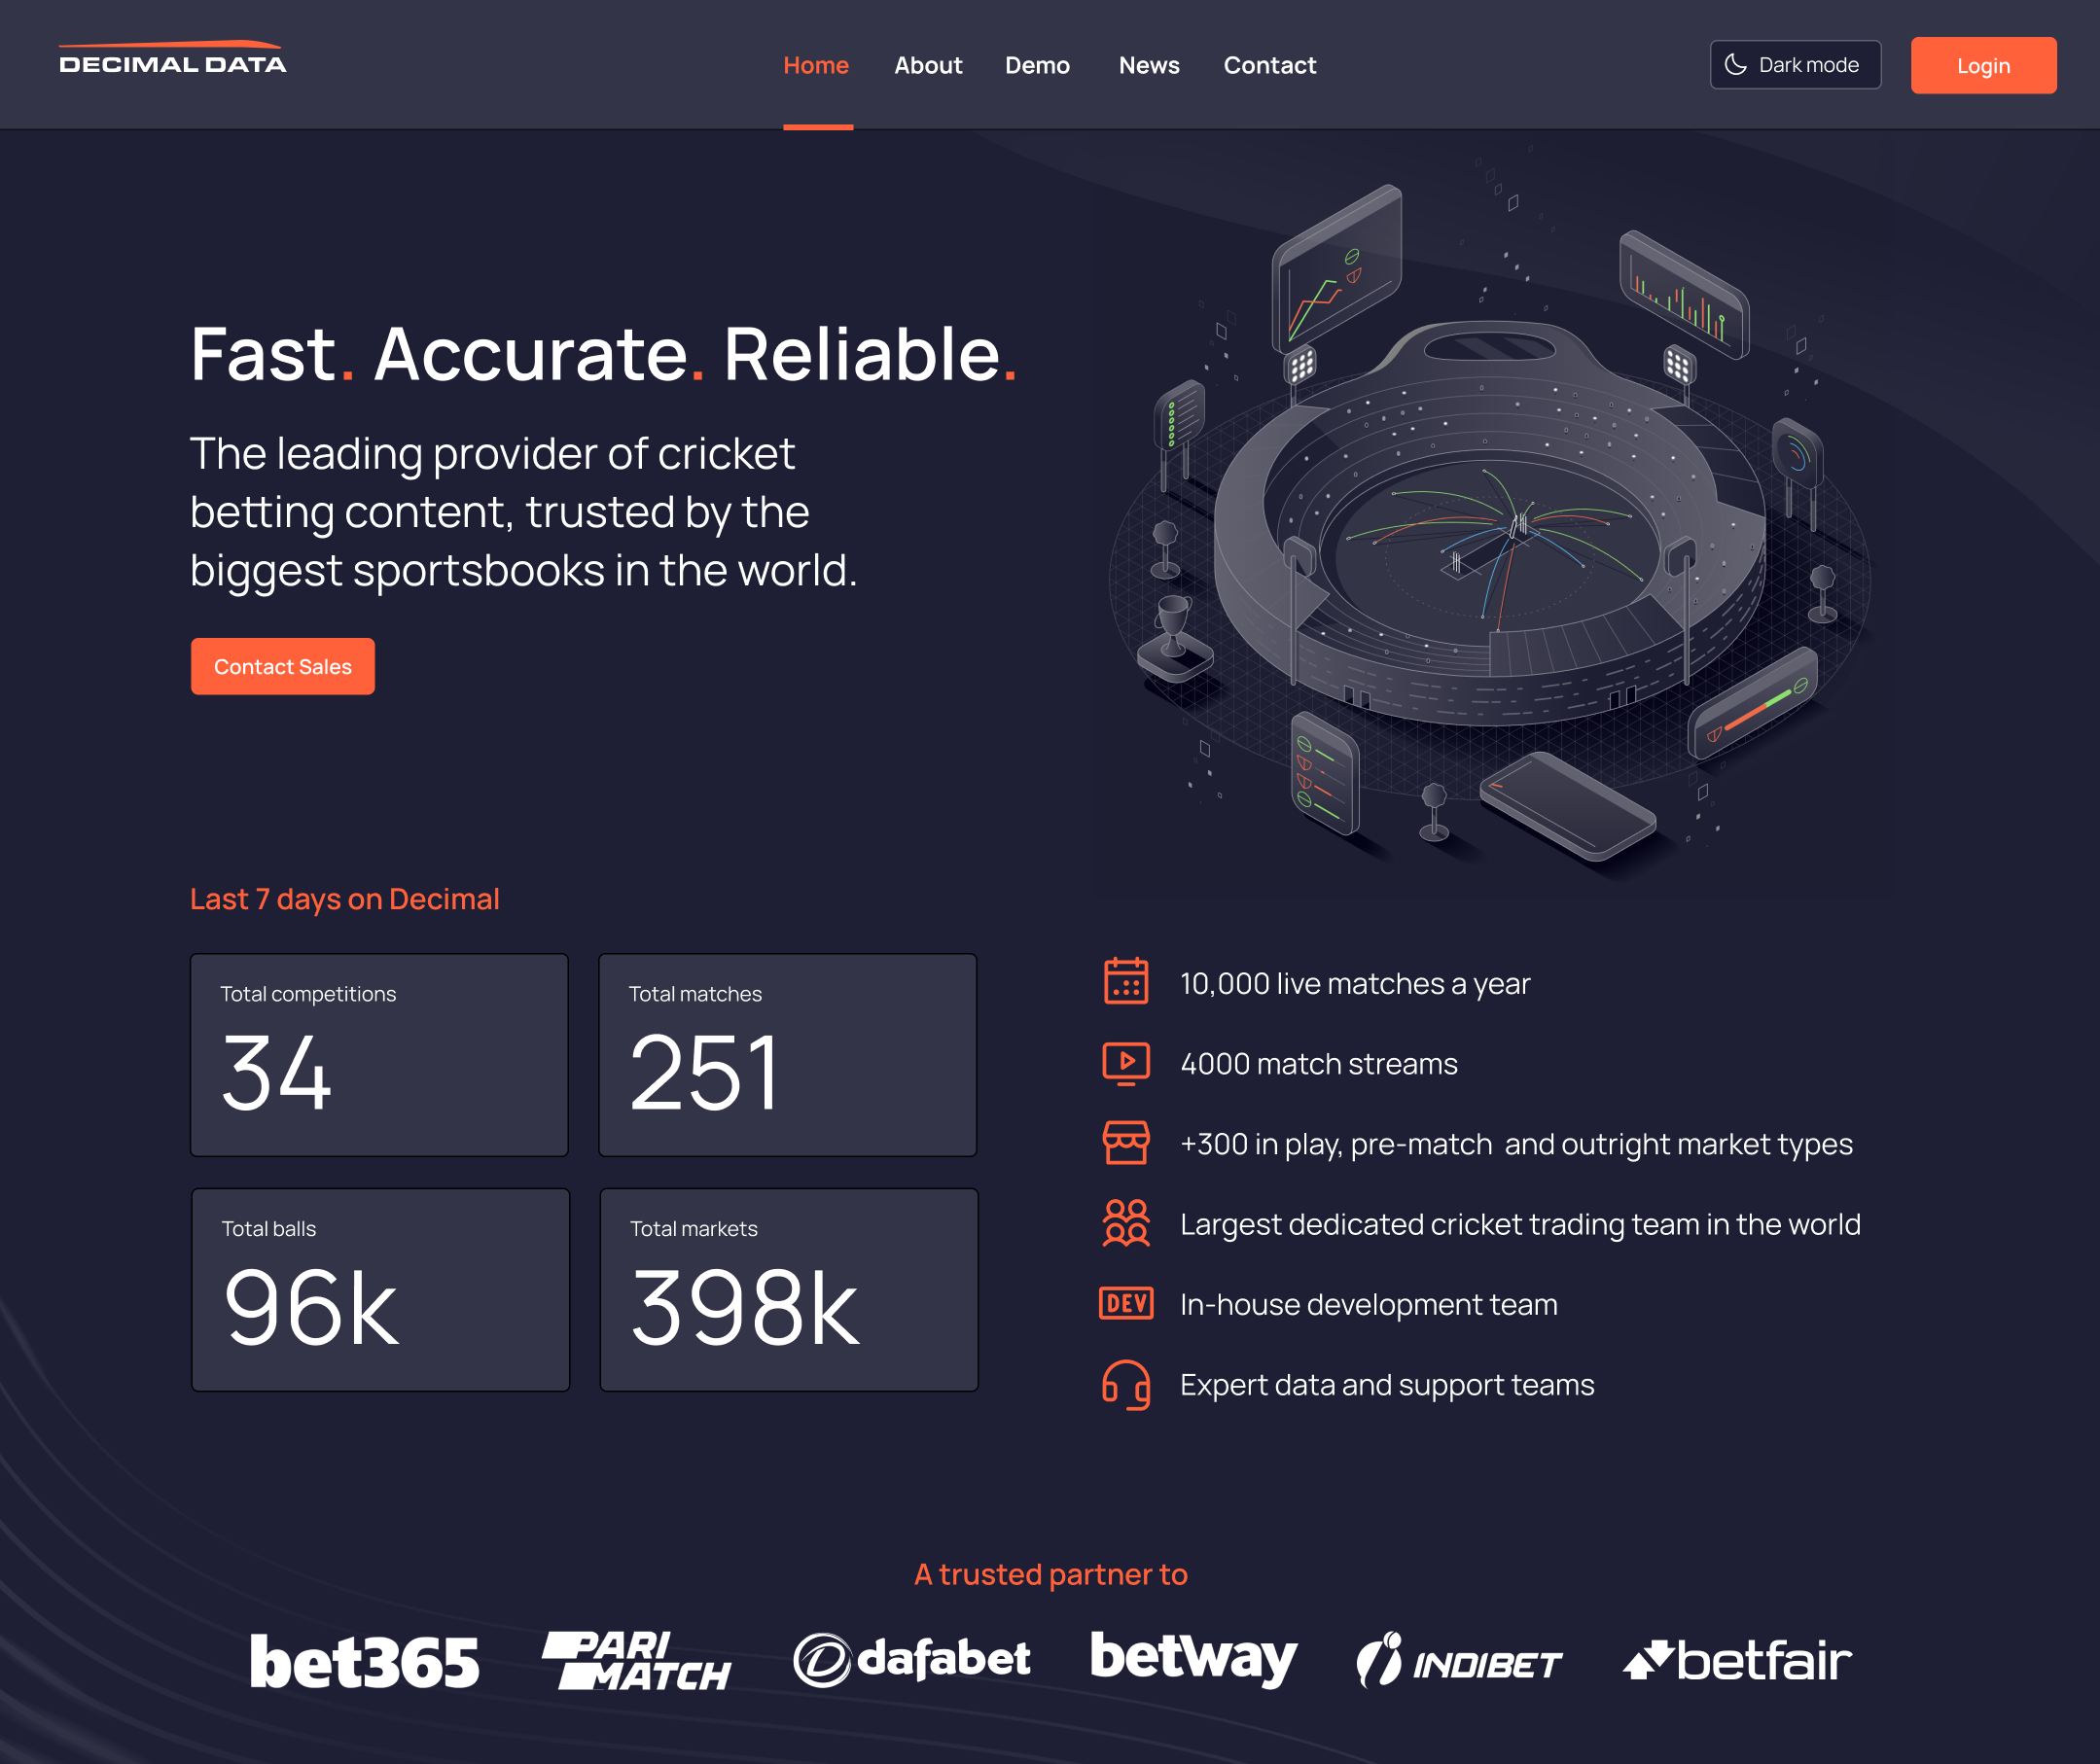 DECIMAL DATA
Home
About
Demo
News
Contact
Dark mode
Login
Fast. Accurate. Reliable.
The leading provider of cricket
betting content, trusted by the
biggest sportsbooks in the world.
Contact Sales
Last 7 days on Decimal
Total competitions
34
Total matches
251
Total balls
96k
Total markets
398k
10,000 live matches a year
4000 match streams
+300 in play, pre-match and outright market types
Largest dedicated cricket trading team in the world
DEV
In-house development team
Expert data and support teams
A trusted partner to
bet365
PARI
MATCH
dafabet
betway
INDIBET
betfair